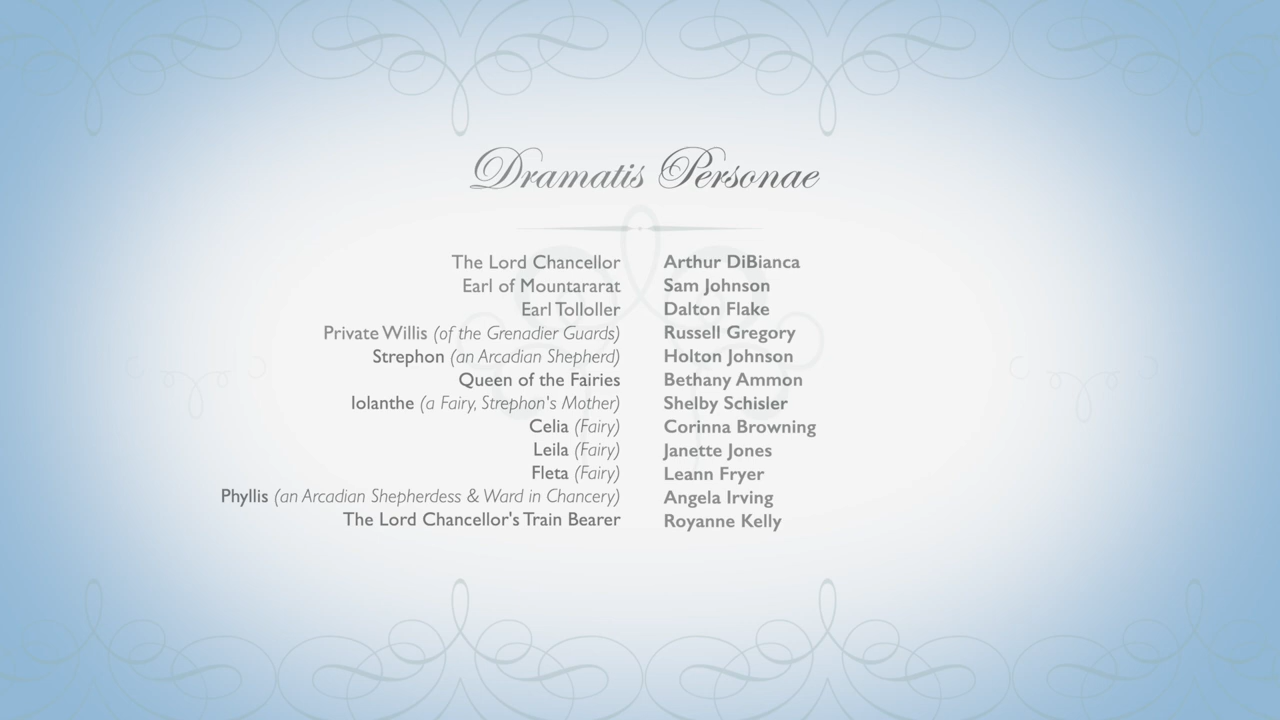 Dramatis Personae
The Lord Chancellor Arthur DiBianca
Earl of Mountararat Sam Johnson
Earl Tolloller Dalton Flake
Private Willis (of the Grenadier Guards) Russell Gregory
Strephon (an Arcadian Shepherd) Holton Johnson
Queen of the Fairies Bethany Ammon
Iolanthe (a Fairy, Strephon's Mother) Shelby Schisler
Celia (Fairy) Corinna Browning
Leila (Fairy) Janette Jones
Fleta (Fairy) Leann Fryer
Phyllis (an Arcadian Shepherdess & Ward in Chancery) Angela Irving
The Lord Chancellor's Train Bearer Royanne Kelly